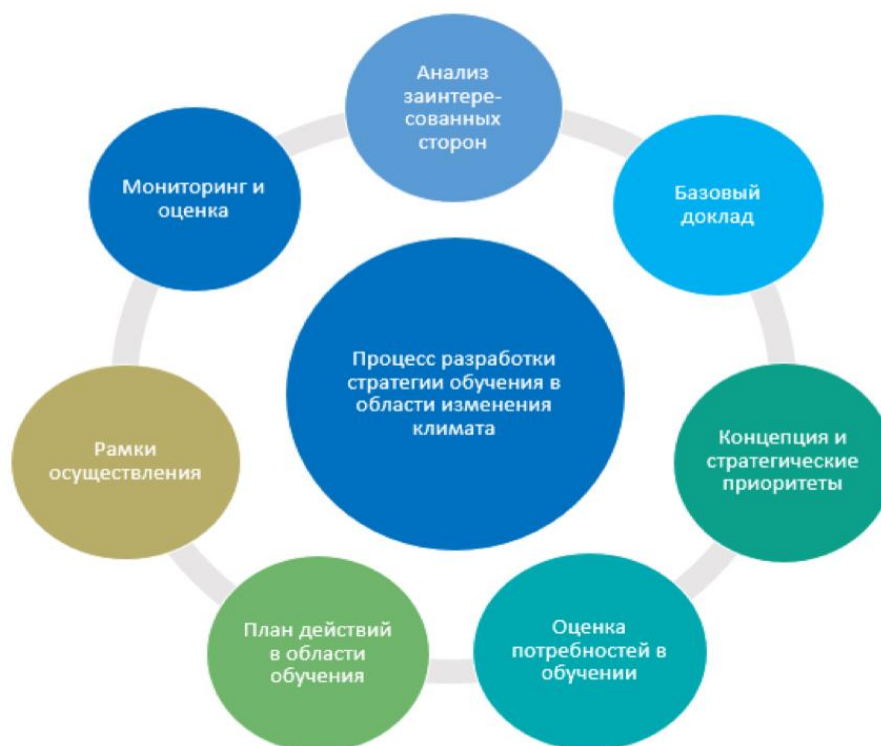 Анализ
заинтере-
сованных
сторон
Базовый
доклад
Концепция и
стратегические
приоритеты
Оценка
потребностей в
обучении
План действий
в области
обучения
Рамки
осуществления
Мониторинг и
оценка
Процесс разработки
стратегии обучения в
области изменения
климата